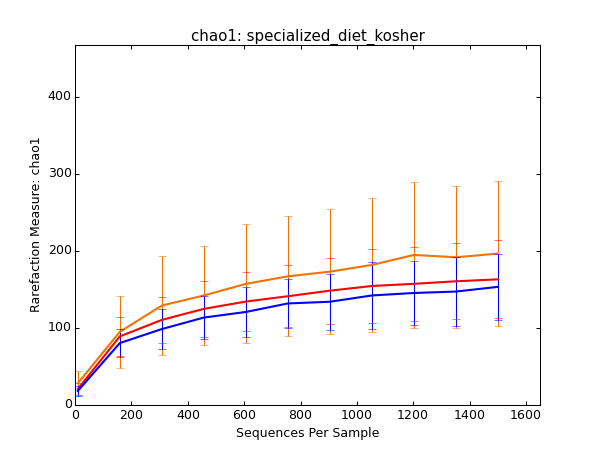 chao1: specialized_diet_kosher
400
300
200
100
0
Rarefaction Measure: chao1
0 200 400 600 800 1000 1200 1400 1600
Sequences Per Sample